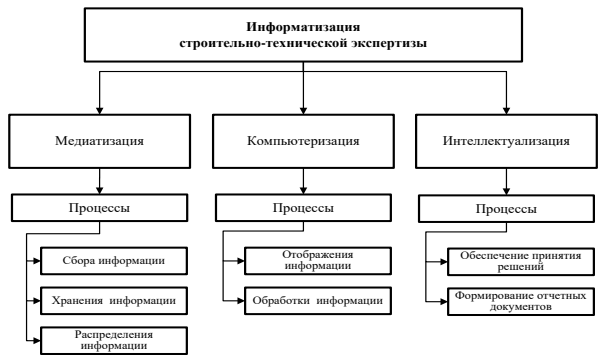 Информатизация
строительно-технической экспертизы
Медиатизация
Компьютеризация
Интеллектуализация
Процессы
Процессы
Процессы
Сбора информации
Хранения информации
Распределения
информации
Отображения
информации
Обработки информации
Обеспечение принятия
решений
Формирование отчетных
документов